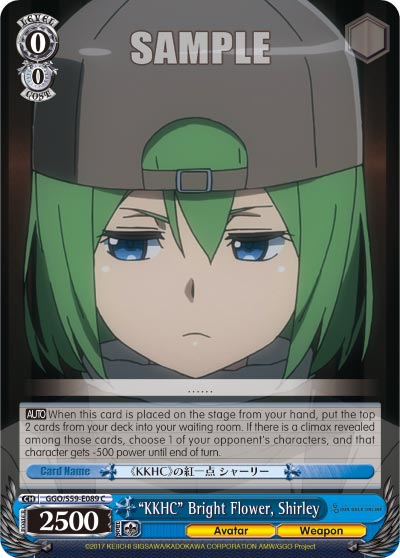 LEVEL
0
0
COST
SAMPLE
……
AUTO When this card is placed on the stage from your hand, put the top
2 cards from your deck into your waiting room. If there is a climax revealed
among those cards, choose 1 of your opponent's characters, and that
character gets -500 power until end of turn.
Card Name 《KKHC》の紅一点 シャーリー
CH GGO/S59-E089 C
POWER 2500
"KKHC" Bright Flower, Shirley
Avatar Weapon
©2017 KEIICHI SIGSAWA/KADOKAWA CORPORATION AMW/GGO Project